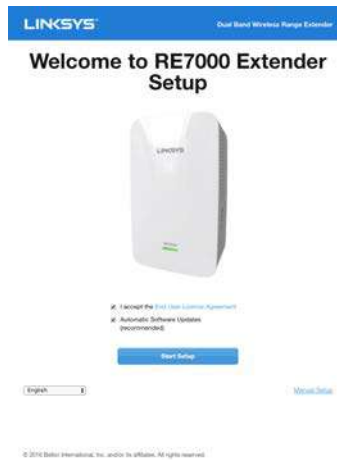 LINKSYS
Dual Band Wireless Range Extender
Welcome to RE7000 Extender
Setup
LINKSYS
I accept the End User License Agreement
Automatic Software Updates
(recommended)
Start Setup
English
Manual Setup
© 2016 Belkin International, Inc. and/or its affiliates. All rights reserved.